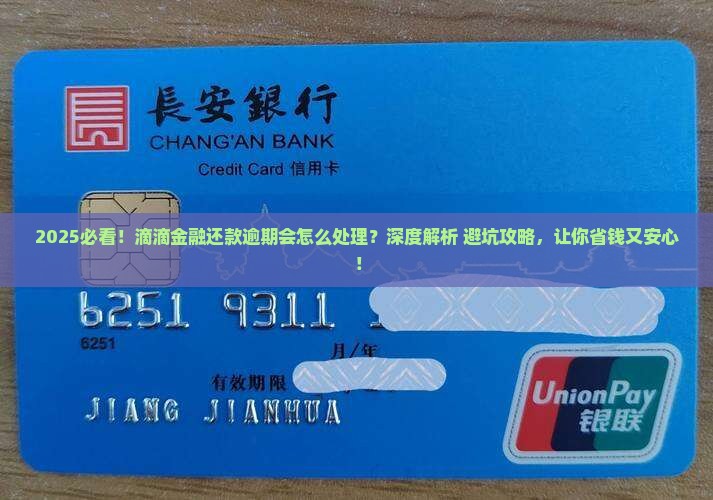 長安銀行
CHANG'AN BANK
Credit Card 信用卡
2025必看！滴滴金融还款逾期会怎么处理？深度解析 避坑攻略，让你省钱又安心
！
6251 9311 1
6251
月/年
有效期限
JIANG JIANHUA
UnionPay
银联